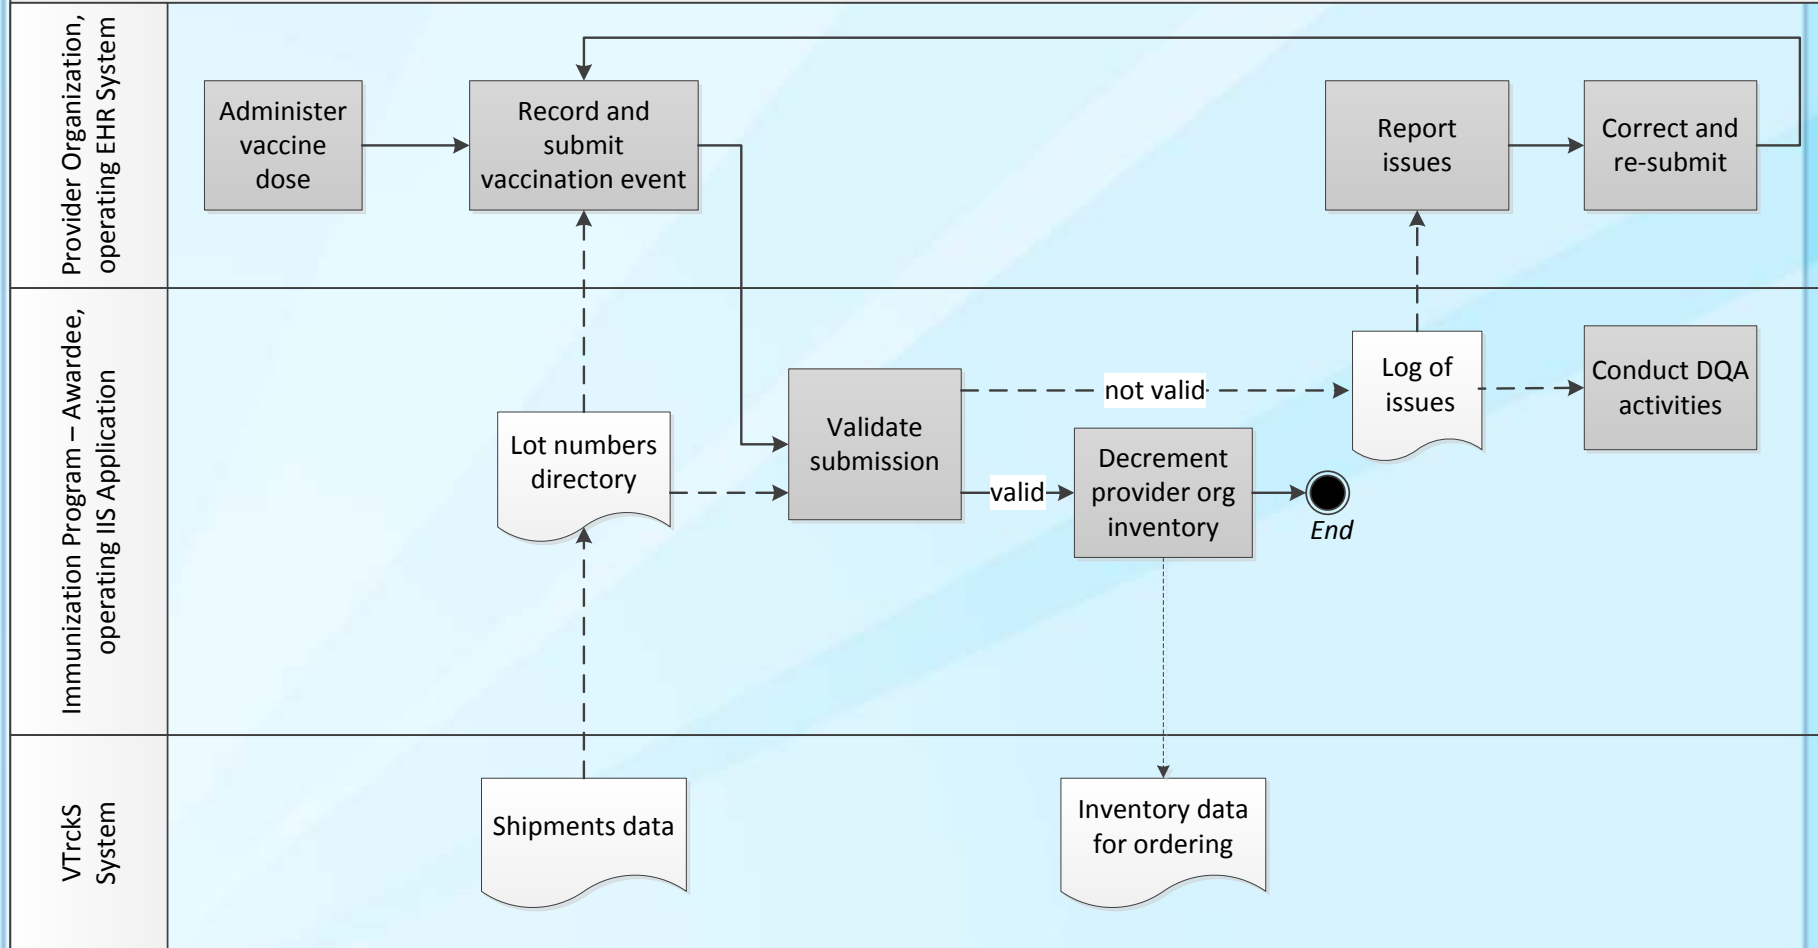 Provider Organization,
operating EHR System
Administer
vaccine
dose
Record and
submit
vaccination event
Report
issues
Correct and
re-submit
Immunization Program – Awardee,
operating IIS Application
Lot numbers
directory
Validate
submission
not valid
valid
Decrement
provider org
inventory
End
Log of
issues
Conduct DQA
activities
VTrckS
System
Shipments data
Inventory data
for ordering